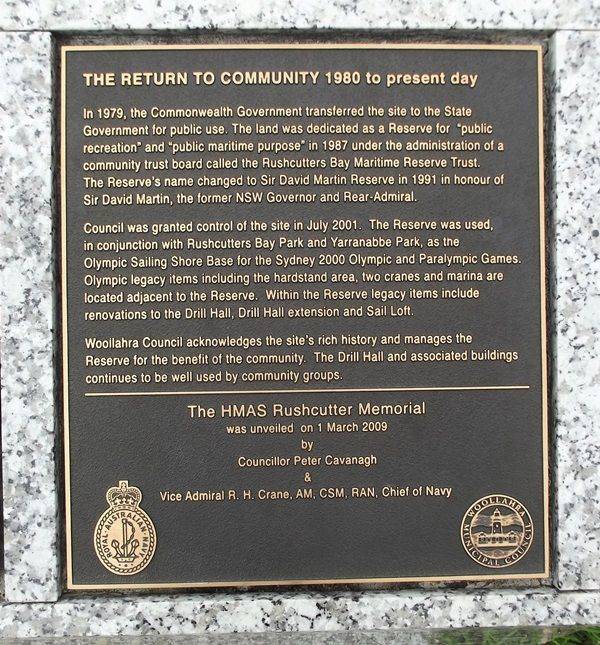 THE RETURN TO COMMUNITY 1980 to present day
In 1979, the Commonwealth Government transferred the site to the State
Government for public use. The land was dedicated as a Reserve for "public
recreation" and "public maritime purpose" in 1987 under the administration of a
community trust board called the Rushcutters Bay Maritime Reserve Trust.
The Reserve's name changed to Sir David Martin Reserve in 1991 in honour of
Sir David Martin, the former NSW Governor and Rear-Admiral.
Council was granted control of the site in July 2001. The Reserve was used,
in conjunction with Rushcutters Bay Park and Yarranabbe Park, as the
Olympic Sailing Shore Base for the Sydney 2000 Olympic and Paralympic Games.
Olympic legacy items including the hardstand area, two cranes and marina are
located adjacent to the Reserve. Within the Reserve legacy items include
renovations to the Drill Hall, Drill Hall extension and Sail Loft.
Woollahra Council acknowledges the site's rich history and manages the
Reserve for the benefit of the community. The Drill Hall and associated buildings
continues to be well used by community groups.
The HMAS Rushcutter Memorial
was unveiled on 1 March 2009
by
Councillor Peter Cavanagh
&
Vice Admiral R. H. Crane, AM, CSM, RAN, Chief of Navy
ROYAL AUSTRALIAN NAVY
WOOLLAHRA
MUNICIPAL COUNCIL